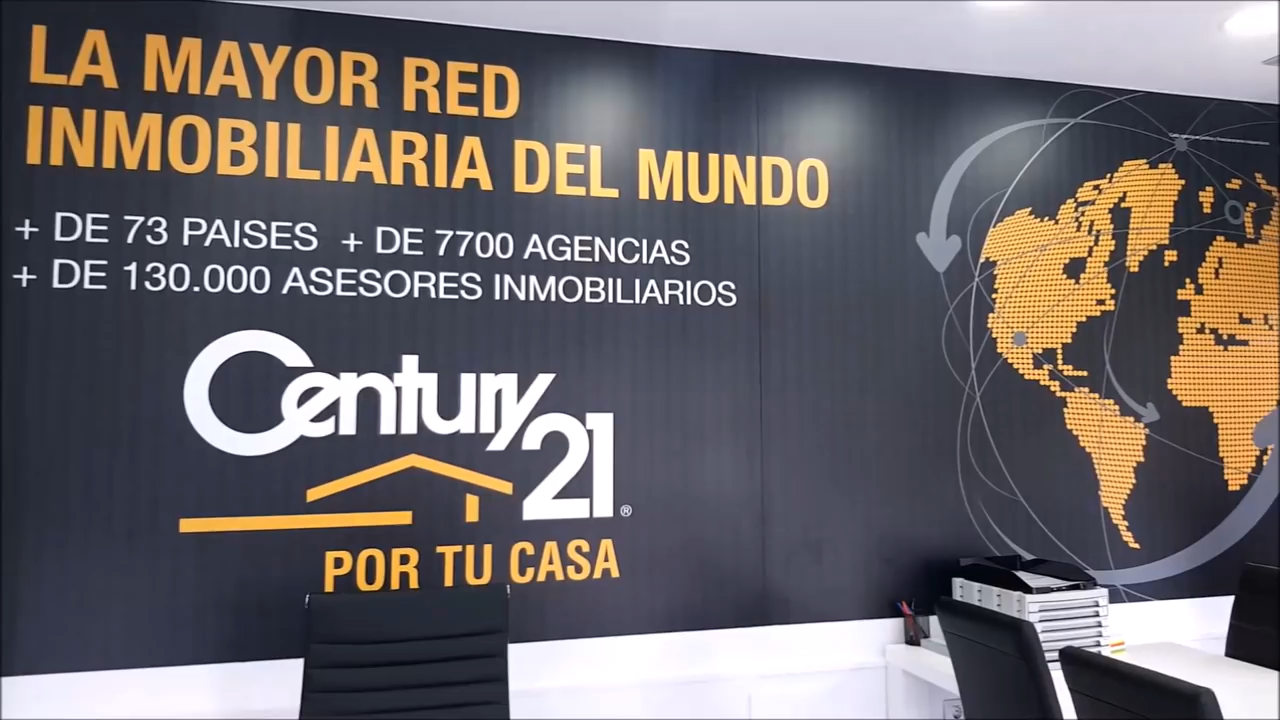 LA MAYOR RED
INMOBILIARIA DEL MUNDO
+ DE 73 PAISES + DE 7700 AGENCIAS
+ DE 130.000 ASESORES INMOBILIARIOS
Century
21®
POR TU CASA